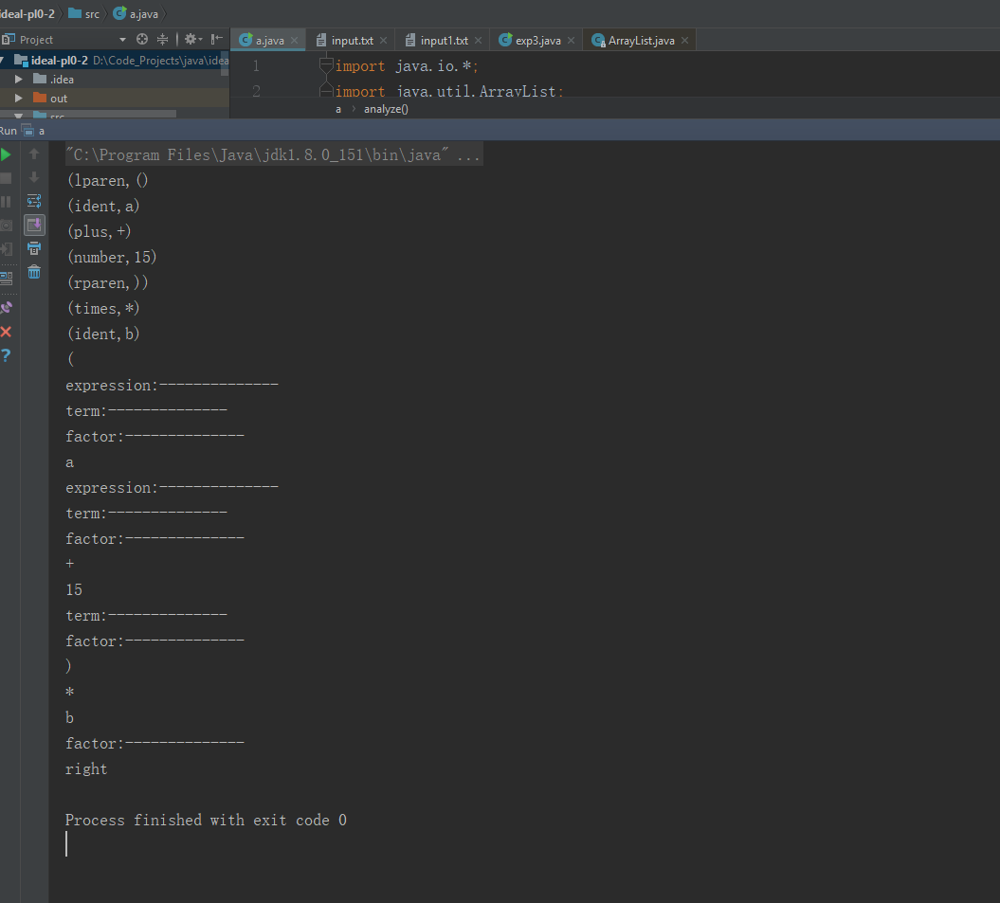 ideal-pl0-2 src a.java
Project
a.java input.txt input1.txt exp3.java ArrayList.java
ideal-pl0-2 D:\Code_Projects\java\idea
.idea
out
src
1 import java.io.*;
2 import java.util.ArrayList;
a › analyze()
Run a
"C:\Program Files\Java\jdk1.8.0_151\bin\java" ...
(lparen,()
(ident,a)
(plus,+)
(number,15)
(rparen,))
(times,*)
(ident,b)
(
expression:--------------
term:--------------
factor:--------------
a
expression:--------------
term:--------------
factor:--------------
+
15
term:--------------
factor:--------------
)
*
b
factor:--------------
right
Process finished with exit code 0